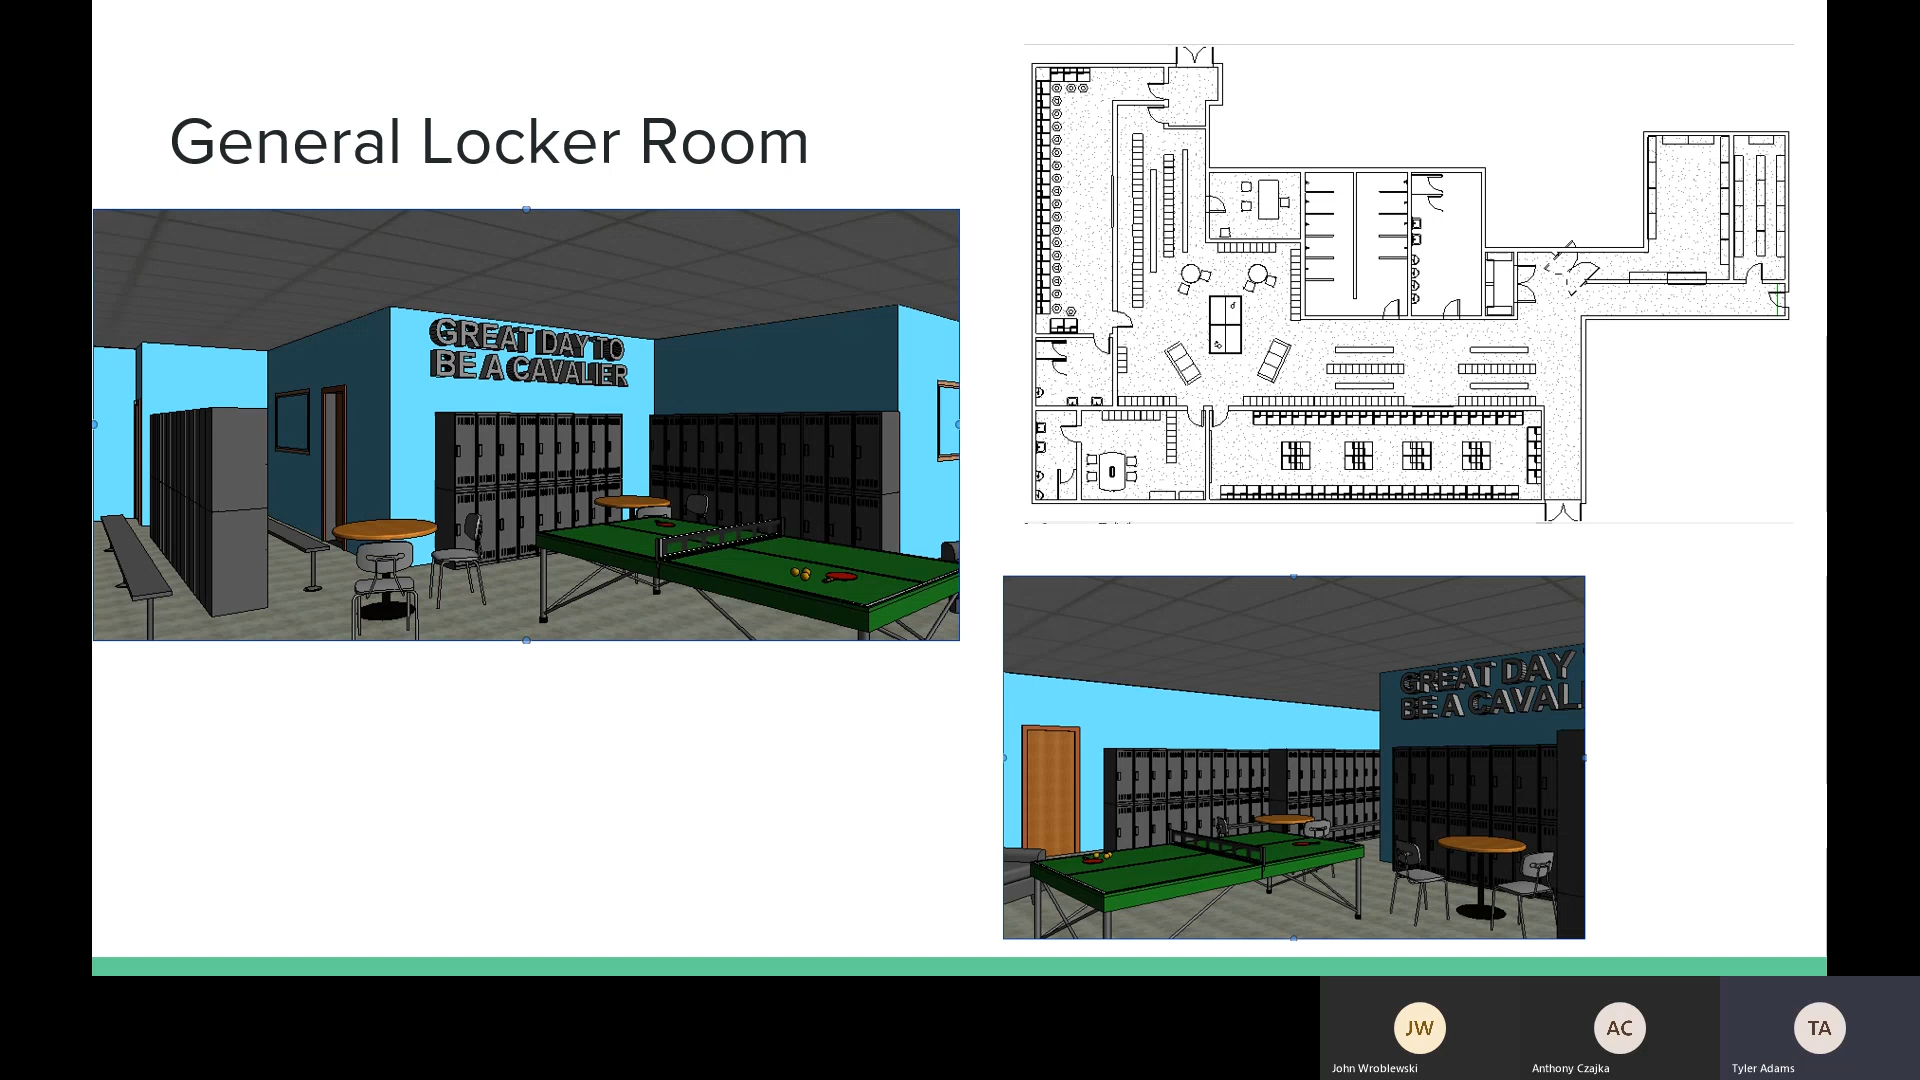 General Locker Room
GREAT DAY TO
BE A CAVALIER
GREAT DAY
BE A CAVALI
JW
AC
TA
John Wroblewski
Anthony Czajka
Tyler Adams